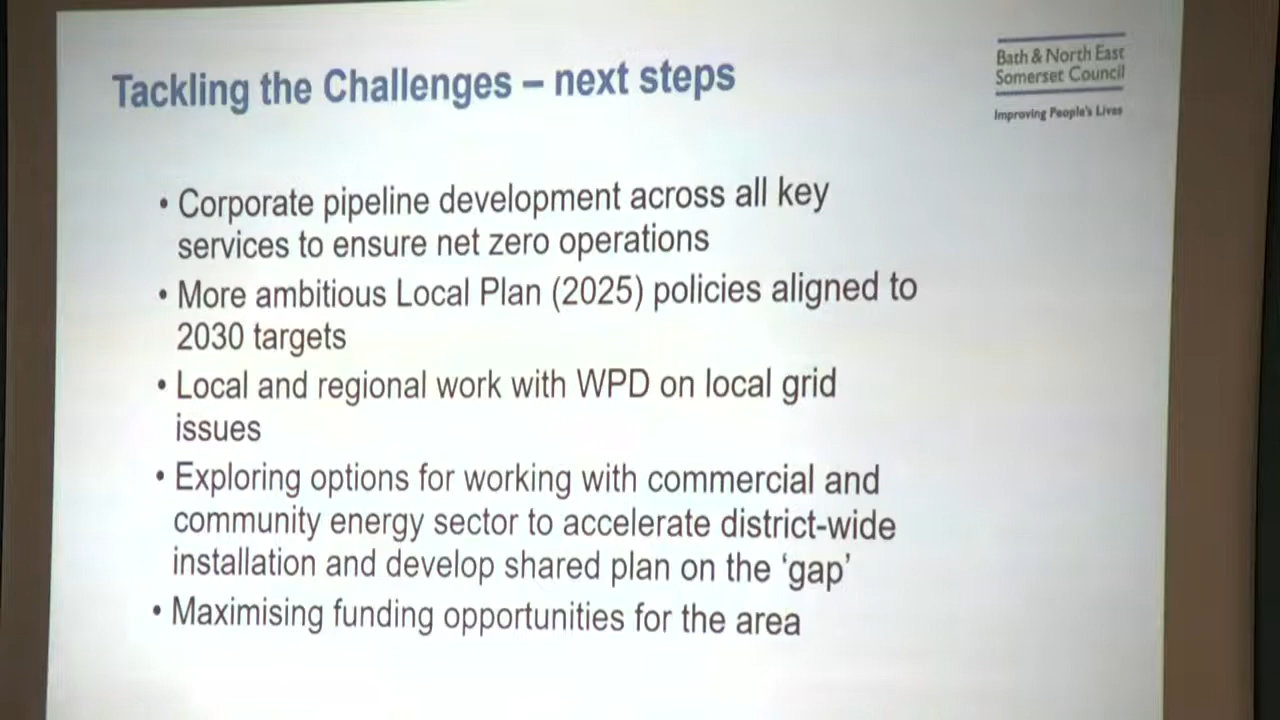 Tackling the Challenges – next steps
Bath & North East
Somerset Council
Improving People's Lives
• Corporate pipeline development across all key
services to ensure net zero operations
• More ambitious Local Plan (2025) policies aligned to
2030 targets
• Local and regional work with WPD on local grid
issues
• Exploring options for working with commercial and
community energy sector to accelerate district-wide
installation and develop shared plan on the ‘gap’
• Maximising funding opportunities for the area